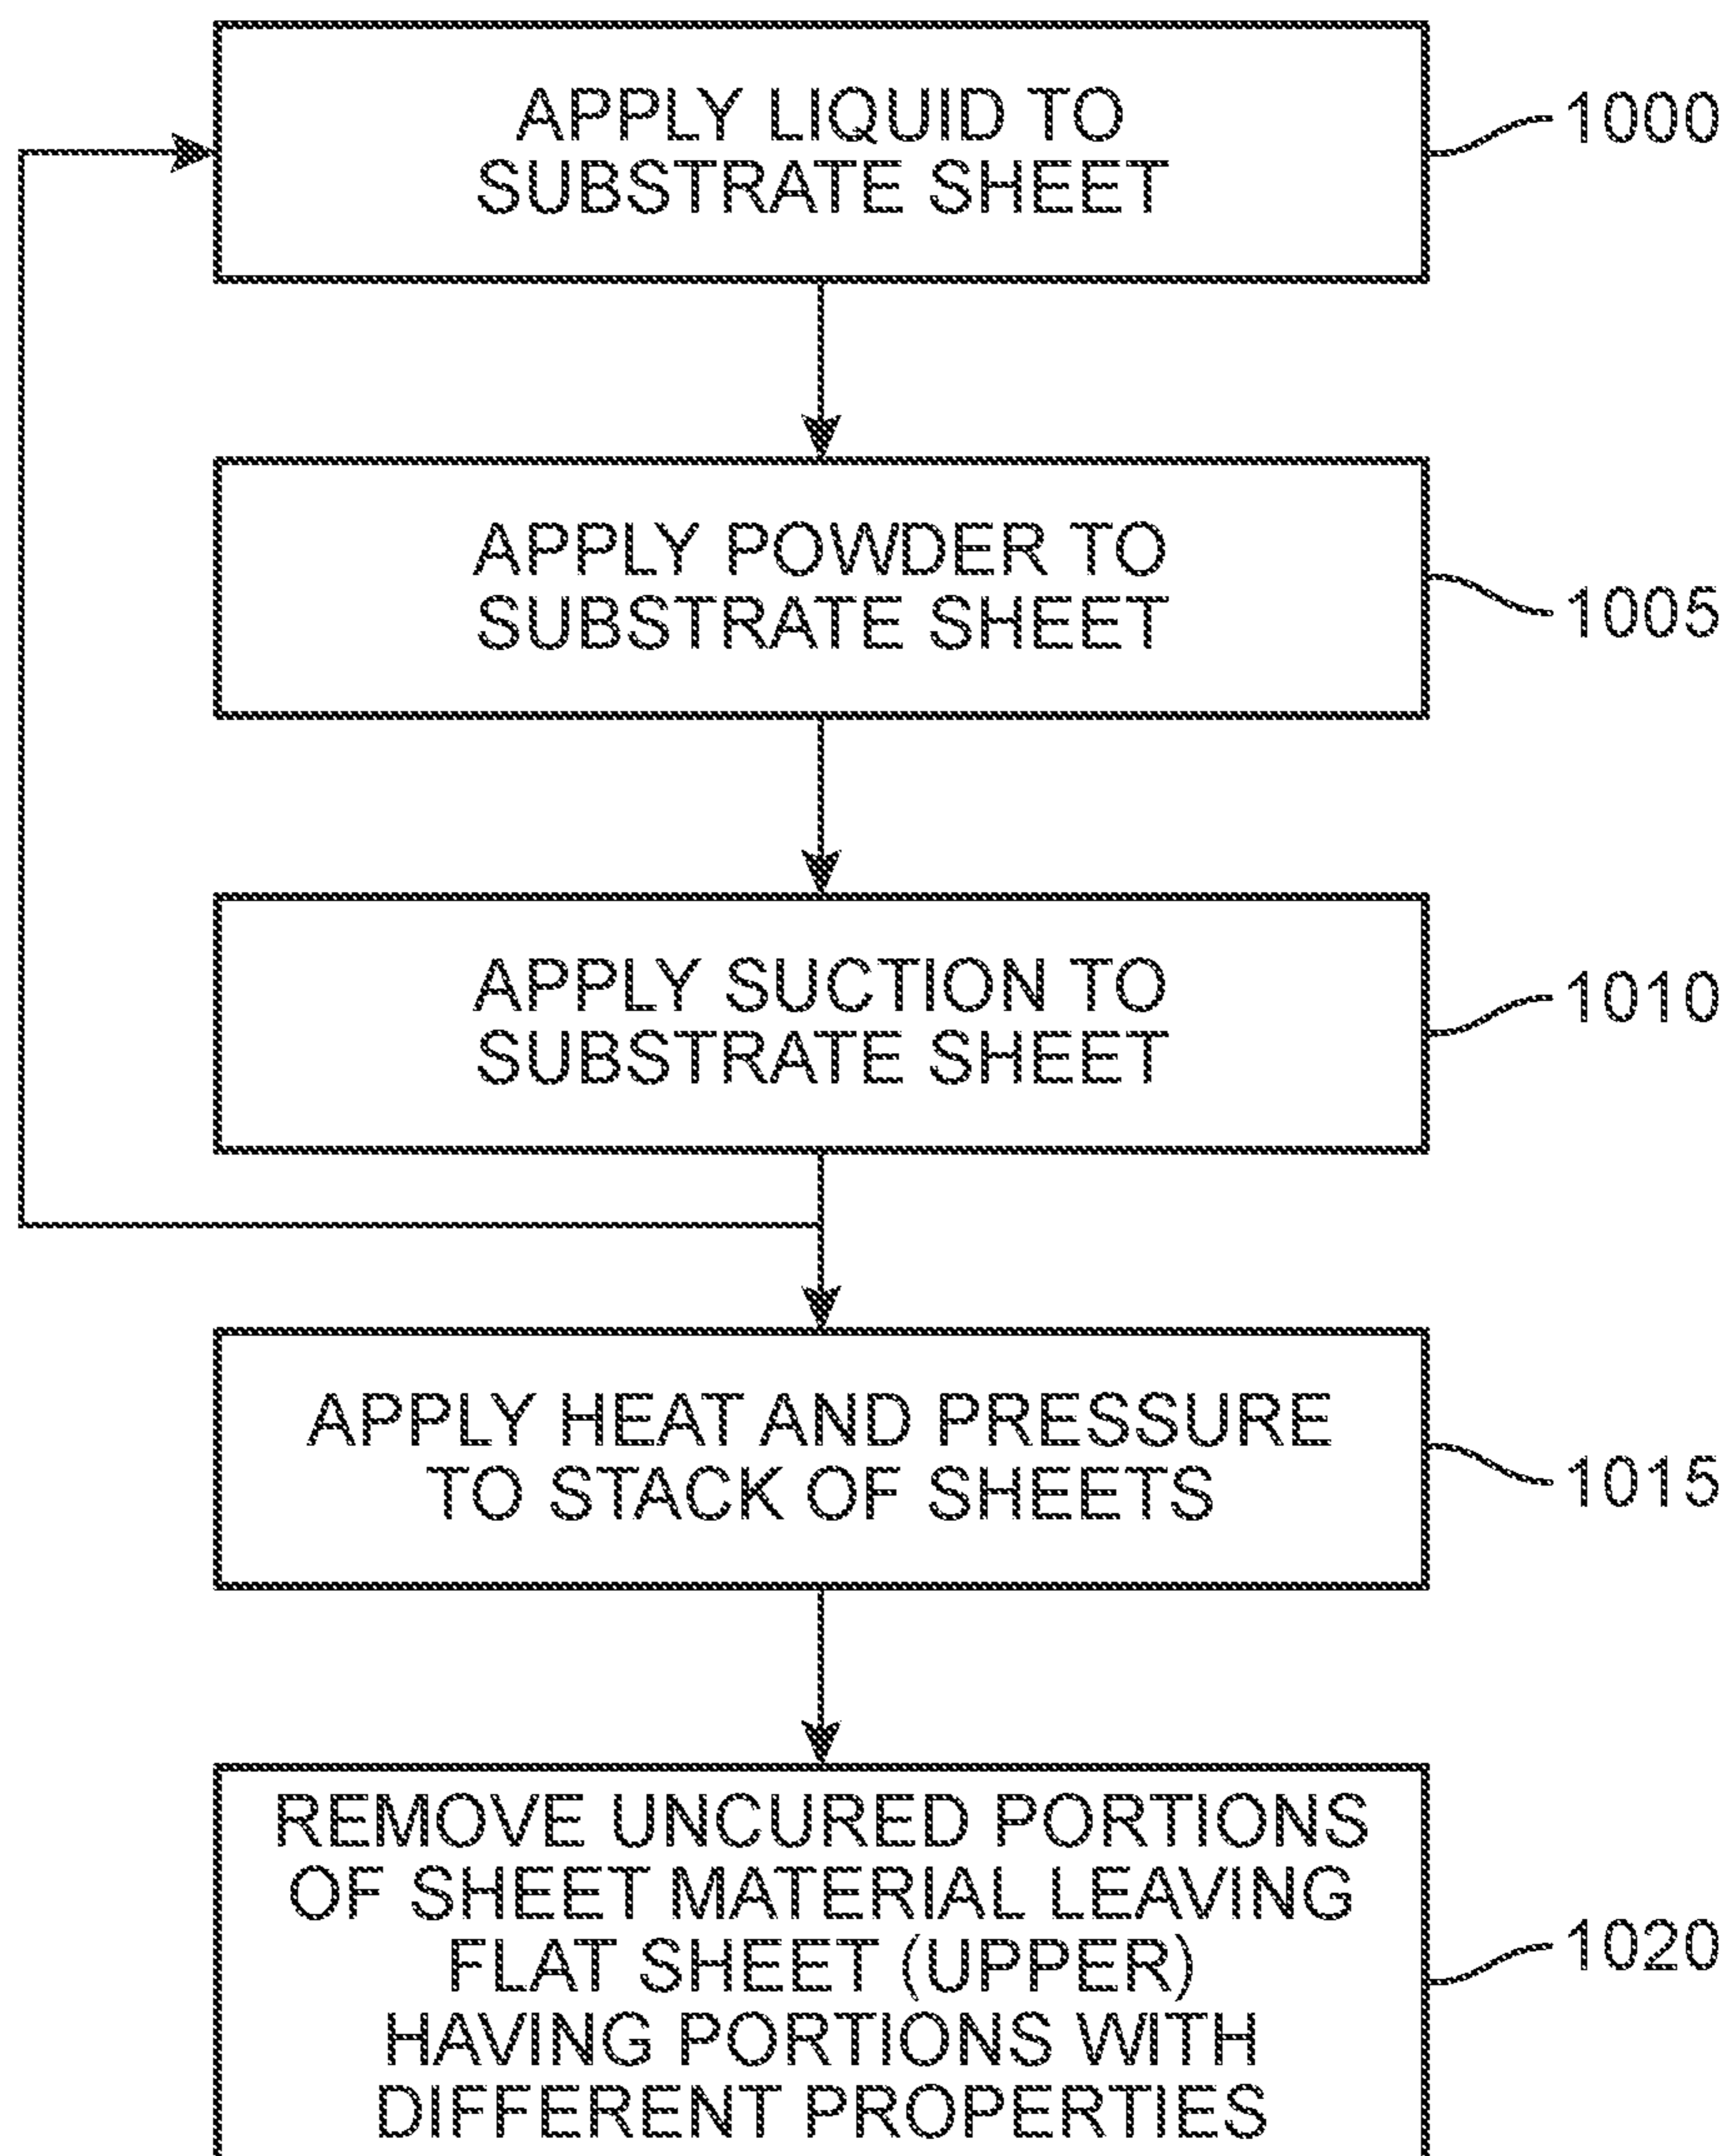 APPLY LIQUID TO
SUBSTRATE SHEET
1000
APPLY POWDER TO
SUBSTRATE SHEET
1005
APPLY SUCTION TO
SUBSTRATE SHEET
1010
APPLY HEAT AND PRESSURE
TO STACK OF SHEETS
1015
REMOVE UNCURED PORTIONS
OF SHEET MATERIAL LEAVING
FLAT SHEET (UPPER)
HAVING PORTIONS WITH
DIFFERENT PROPERTIES
1020